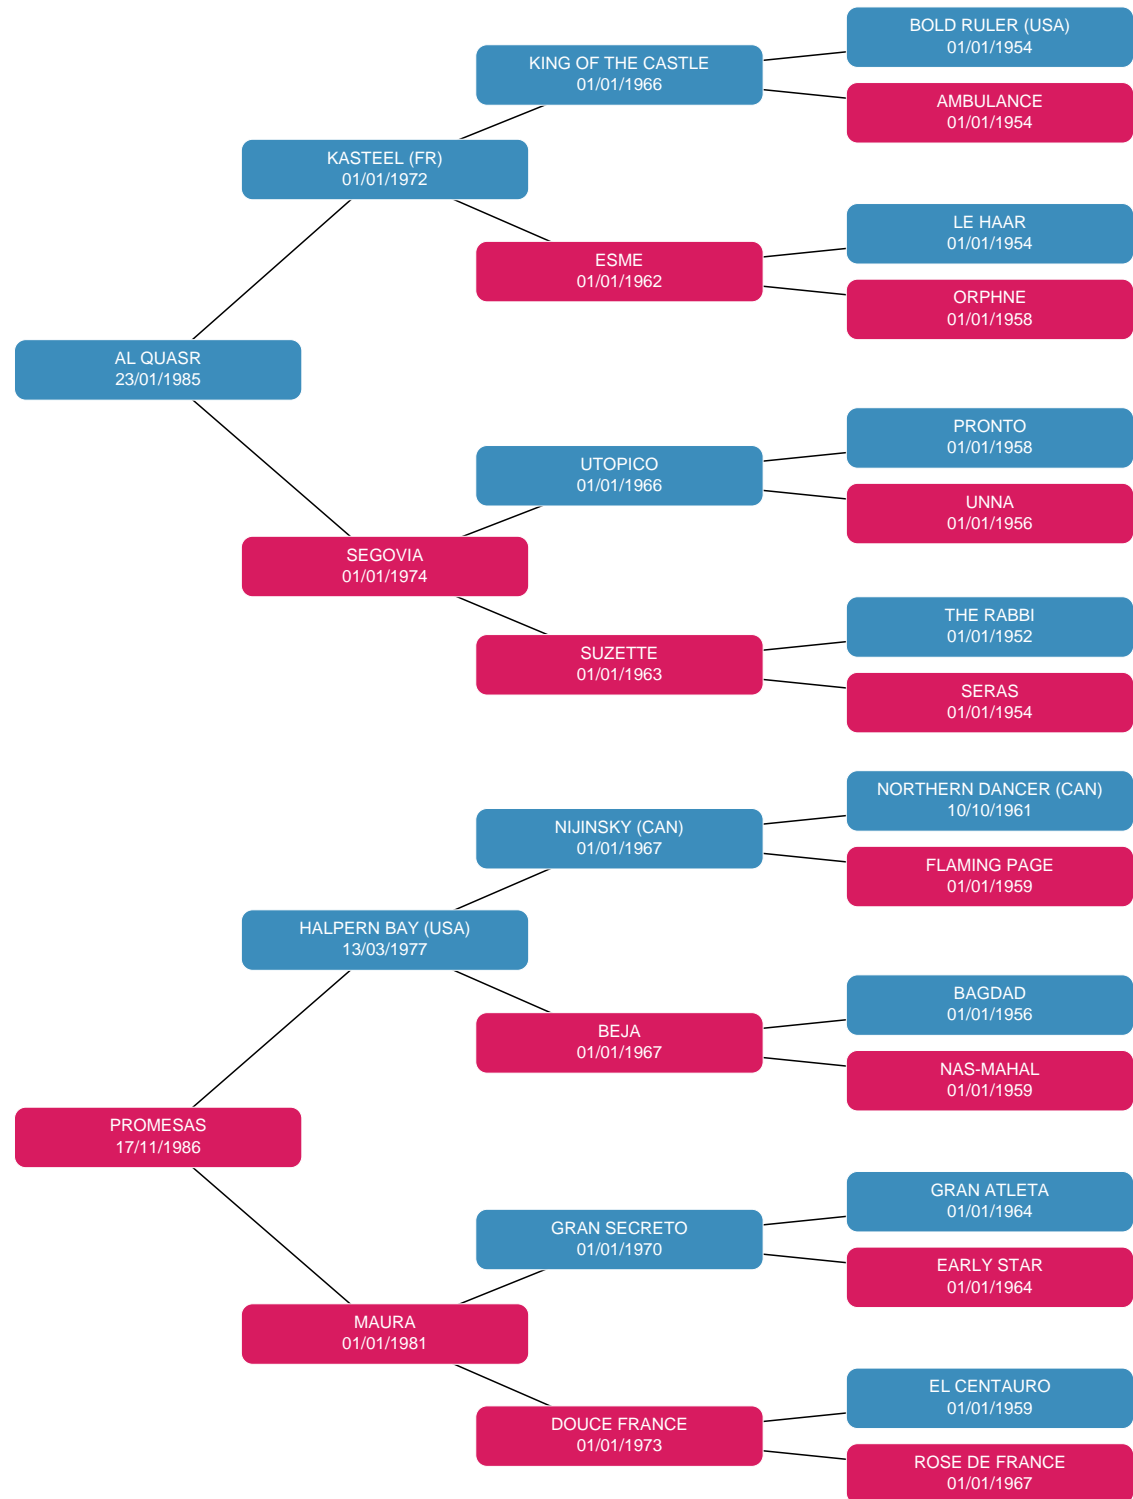 BOLD RULER (USA)
01/01/1954
KING OF THE CASTLE
01/01/1966
AMBULANCE
01/01/1954
KASTEEL (FR)
01/01/1972
LE HAAR
01/01/1954
ESME
01/01/1962
ORPHNE
01/01/1958
AL QUASR
23/01/1985
PRONTO
01/01/1958
UTOPICO
01/01/1966
UNNA
01/01/1956
SEGOVIA
01/01/1974
THE RABBI
01/01/1952
SUZETTE
01/01/1963
SERAS
01/01/1954
NORTHERN DANCER (CAN)
10/10/1961
NIJINSKY (CAN)
01/01/1967
FLAMING PAGE
01/01/1959
HALPERN BAY (USA)
13/03/1977
BAGDAD
01/01/1956
BEJA
01/01/1967
NAS-MAHAL
01/01/1959
PROMESAS
17/11/1986
GRAN ATLETA
01/01/1964
GRAN SECRETO
01/01/1970
EARLY STAR
01/01/1964
MAURA
01/01/1981
EL CENTAURO
01/01/1959
DOUCE FRANCE
01/01/1973
ROSE DE FRANCE
01/01/1967